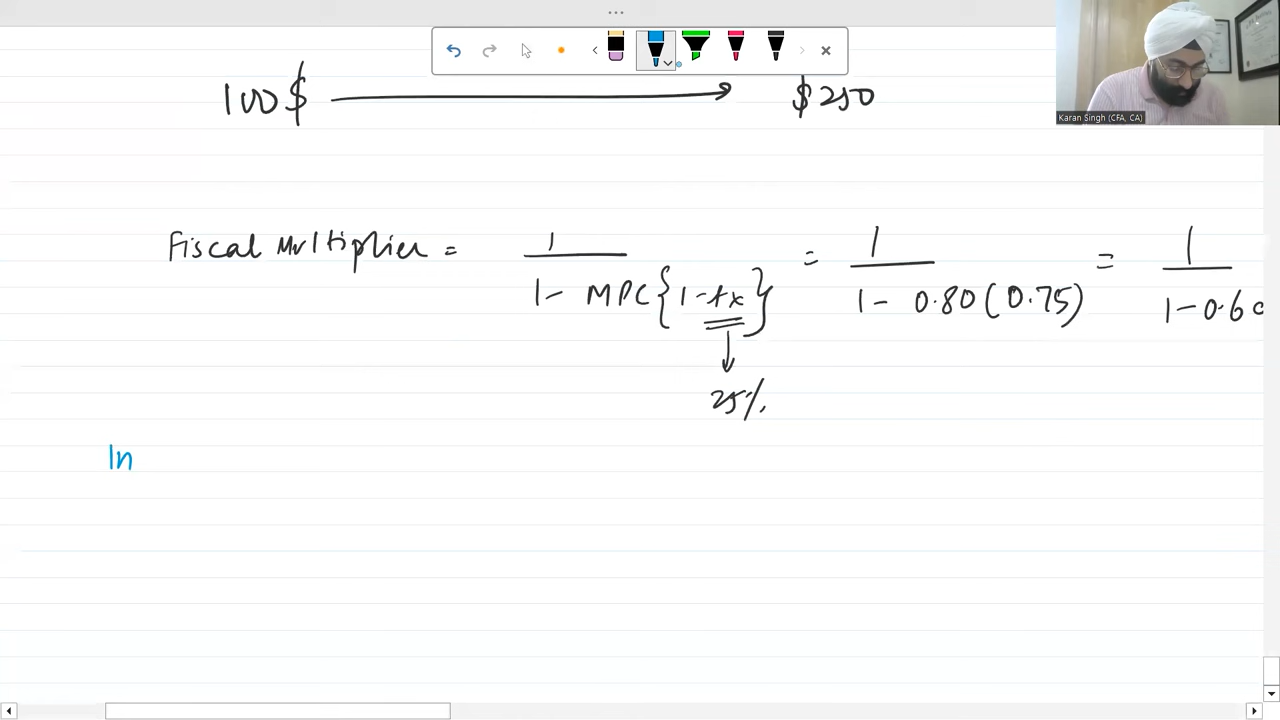 100$ → $250
Karan Singh (CFA, CA)
Fiscal Multiplier = 1 / 1 - MPC{1-tx} = 1 / 1 - 0.80(0.75) = 1 / 1-0.60
25%
In